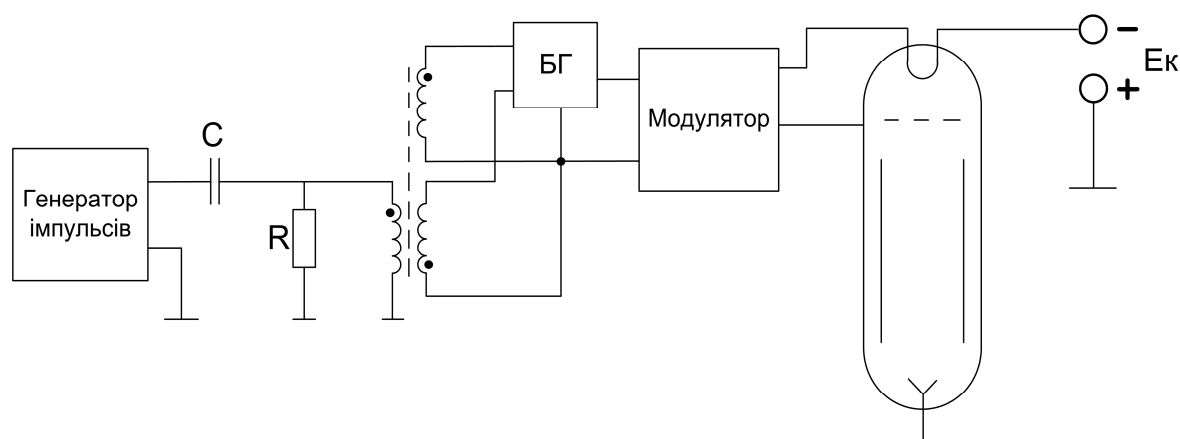 БГ
−
Ек
+
Модулятор
C
Генератор
імпульсів
R